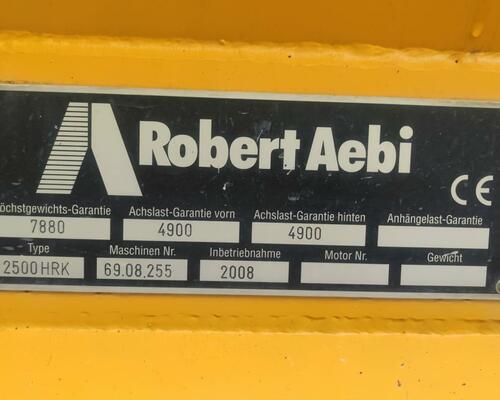 Robert Aebi
CE
öchstgewichts-Garantie Achslast-Garantie vorn Achslast-Garantie hinten Anhängelast-Garantie
7880 4900 4900
Type Maschinen Nr. Inbetriebnahme Motor Nr. Gewicht
2500HRK 69.08.255 2008